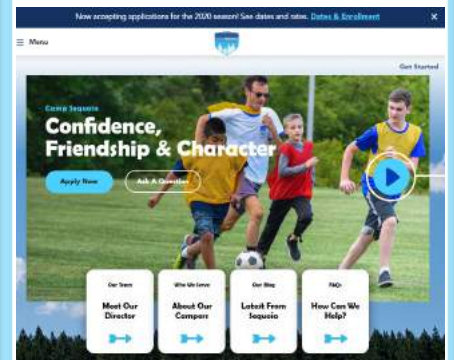 Now accepting applications for the 2020 season! See dates and rates. Dates & Enrollment ×
Menu
Get Started
Camp Sequoia
Confidence,
Friendship & Character
Apply Now
Ask A Question
Our Team
Who We Serve
Our Blog
FAQs
Meet Our
Director
About Our
Campers
Latest From
Sequoia
How Can We
Help?